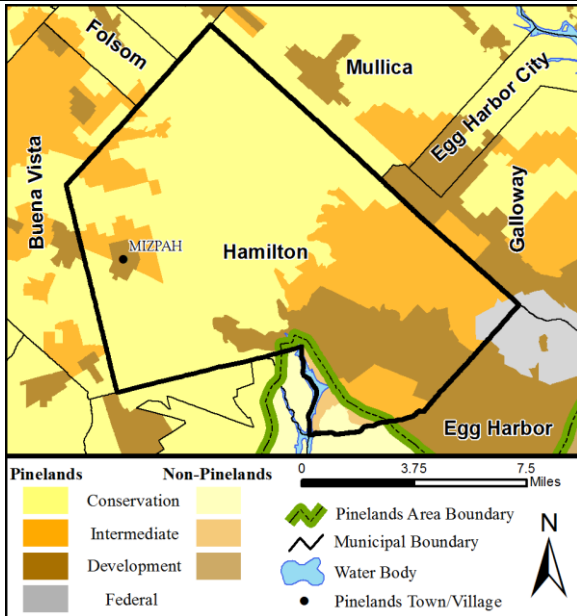 Folsom
Mullica
Egg Harbor City
Buena Vista
Galloway
MIZPAH
Hamilton
Egg Harbor
Pinelands Non-Pinelands
Conservation
Intermediate
Development
Federal
0 3.75 7.5
Miles
Pinelands Area Boundary
Municipal Boundary
Water Body
Pinelands Town/Village
N